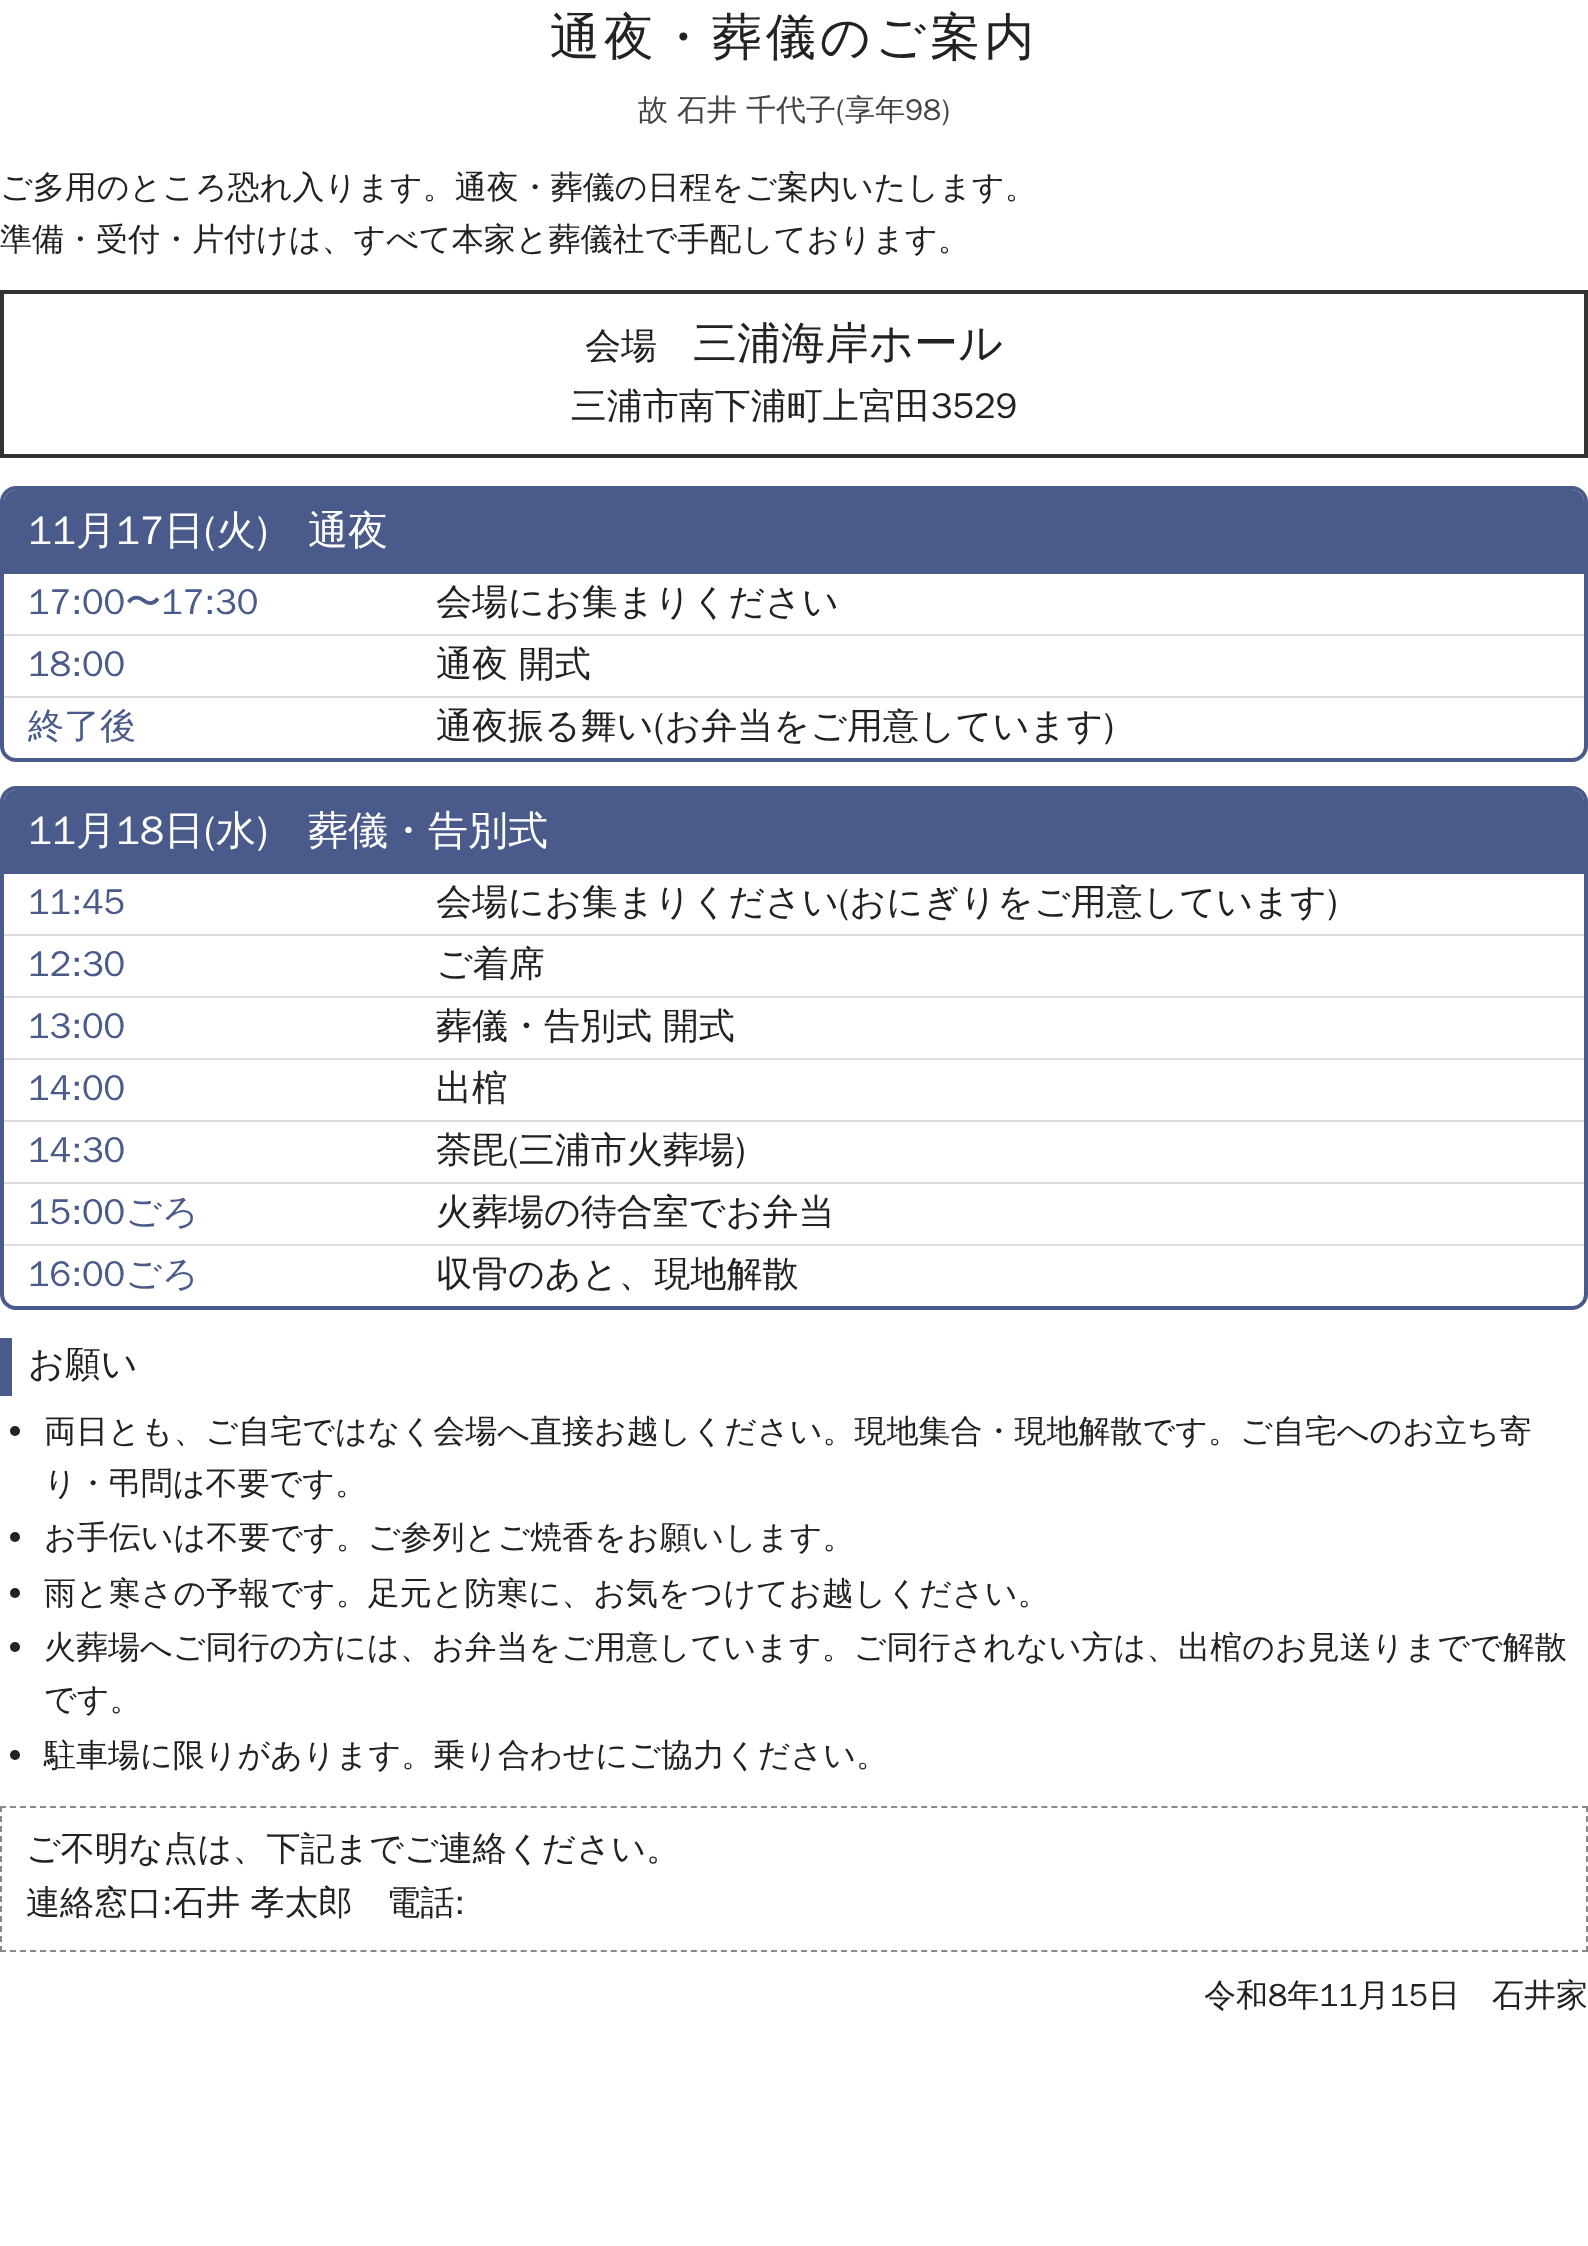 通夜・葬儀のご案内
故 石井 千代子(享年98)
ご多用のところ恐れ入ります。通夜・葬儀の日程をご案内いたします。
準備・受付・片付けは、すべて本家と葬儀社で手配しております。
会場　三浦海岸ホール
三浦市南下浦町上宮田3529
11月17日(火)　通夜
17:00〜17:30　会場にお集まりください
18:00　通夜 開式
終了後　通夜振る舞い(お弁当をご用意しています)
11月18日(水)　葬儀・告別式
11:45　会場にお集まりください(おにぎりをご用意しています)
12:30　ご着席
13:00　葬儀・告別式 開式
14:00　出棺
14:30　荼毘(三浦市火葬場)
15:00ごろ　火葬場の待合室でお弁当
16:00ごろ　収骨のあと、現地解散
お願い
• 両日とも、ご自宅ではなく会場へ直接お越しください。現地集合・現地解散です。ご自宅へのお立ち寄
り・弔問は不要です。
• お手伝いは不要です。ご参列とご焼香をお願いします。
• 雨と寒さの予報です。足元と防寒に、お気をつけてお越しください。
• 火葬場へご同行の方には、お弁当をご用意しています。ご同行されない方は、出棺のお見送りまでで解散
です。
• 駐車場に限りがあります。乗り合わせにご協力ください。
ご不明な点は、下記までご連絡ください。
連絡窓口:石井 孝太郎　電話:
令和8年11月15日　石井家